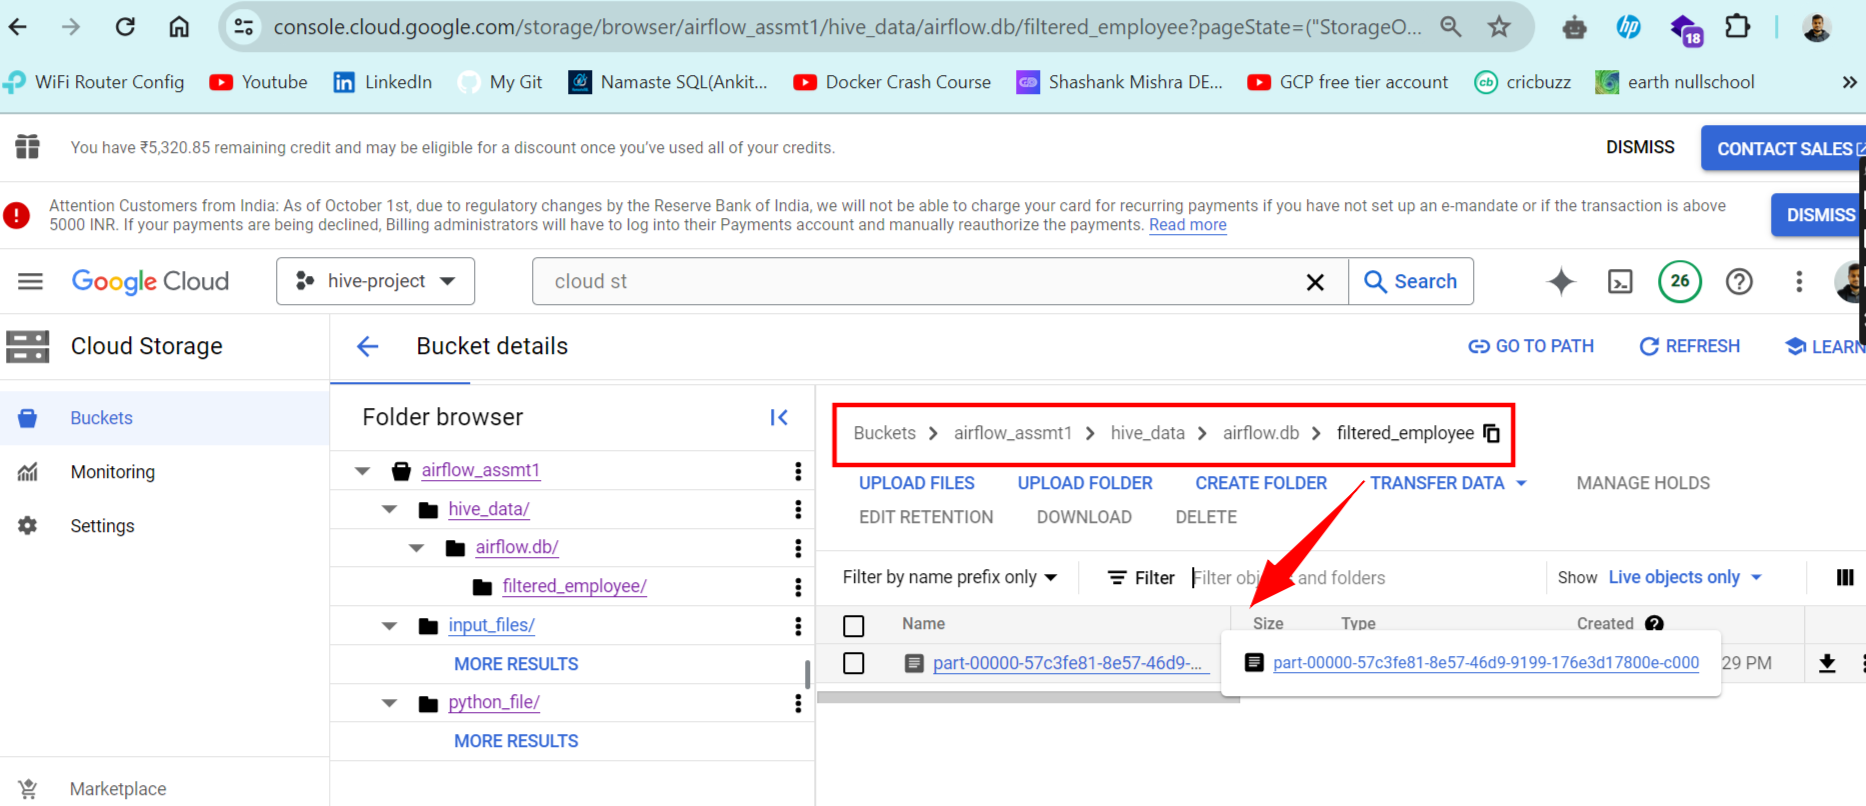 console.cloud.google.com/storage/browser/airflow_assmt1/hive_data/airflow.db/filtered_employee?pageState=("StorageO...
18
WiFi Router Config Youtube LinkedIn My Git Namaste SQL(Ankit... Docker Crash Course Shashank Mishra DE... GCP free tier account cricbuzz earth nullschool »
You have ₹5,320.85 remaining credit and may be eligible for a discount once you've used all of your credits. DISMISS CONTACT SALES
Attention Customers from India: As of October 1st, due to regulatory changes by the Reserve Bank of India, we will not be able to charge your card for recurring payments if you have not set up an e-mandate or if the transaction is above
5000 INR. If your payments are being declined, Billing administrators will have to log into their Payments account and manually reauthorize the payments. Read more
DISMISS
Google Cloud hive-project cloud st Search 26
Cloud Storage Bucket details GO TO PATH REFRESH LEARN
Buckets
Monitoring
Settings
Marketplace
Folder browser
airflow_assmt1
hive_data/
airflow.db/
filtered_employee/
input_files/
MORE RESULTS
python_file/
MORE RESULTS
Buckets > airflow_assmt1 > hive_data > airflow.db > filtered_employee
UPLOAD FILES UPLOAD FOLDER CREATE FOLDER TRANSFER DATA MANAGE HOLDS
EDIT RETENTION DOWNLOAD DELETE
Filter by name prefix only Filter Filter and folders Show Live objects only
Name Size Type Created
part-00000-57c3fe81-8e57-46d9-... part-00000-57c3fe81-8e57-46d9-9199-176e3d17800e-c000 29 PM